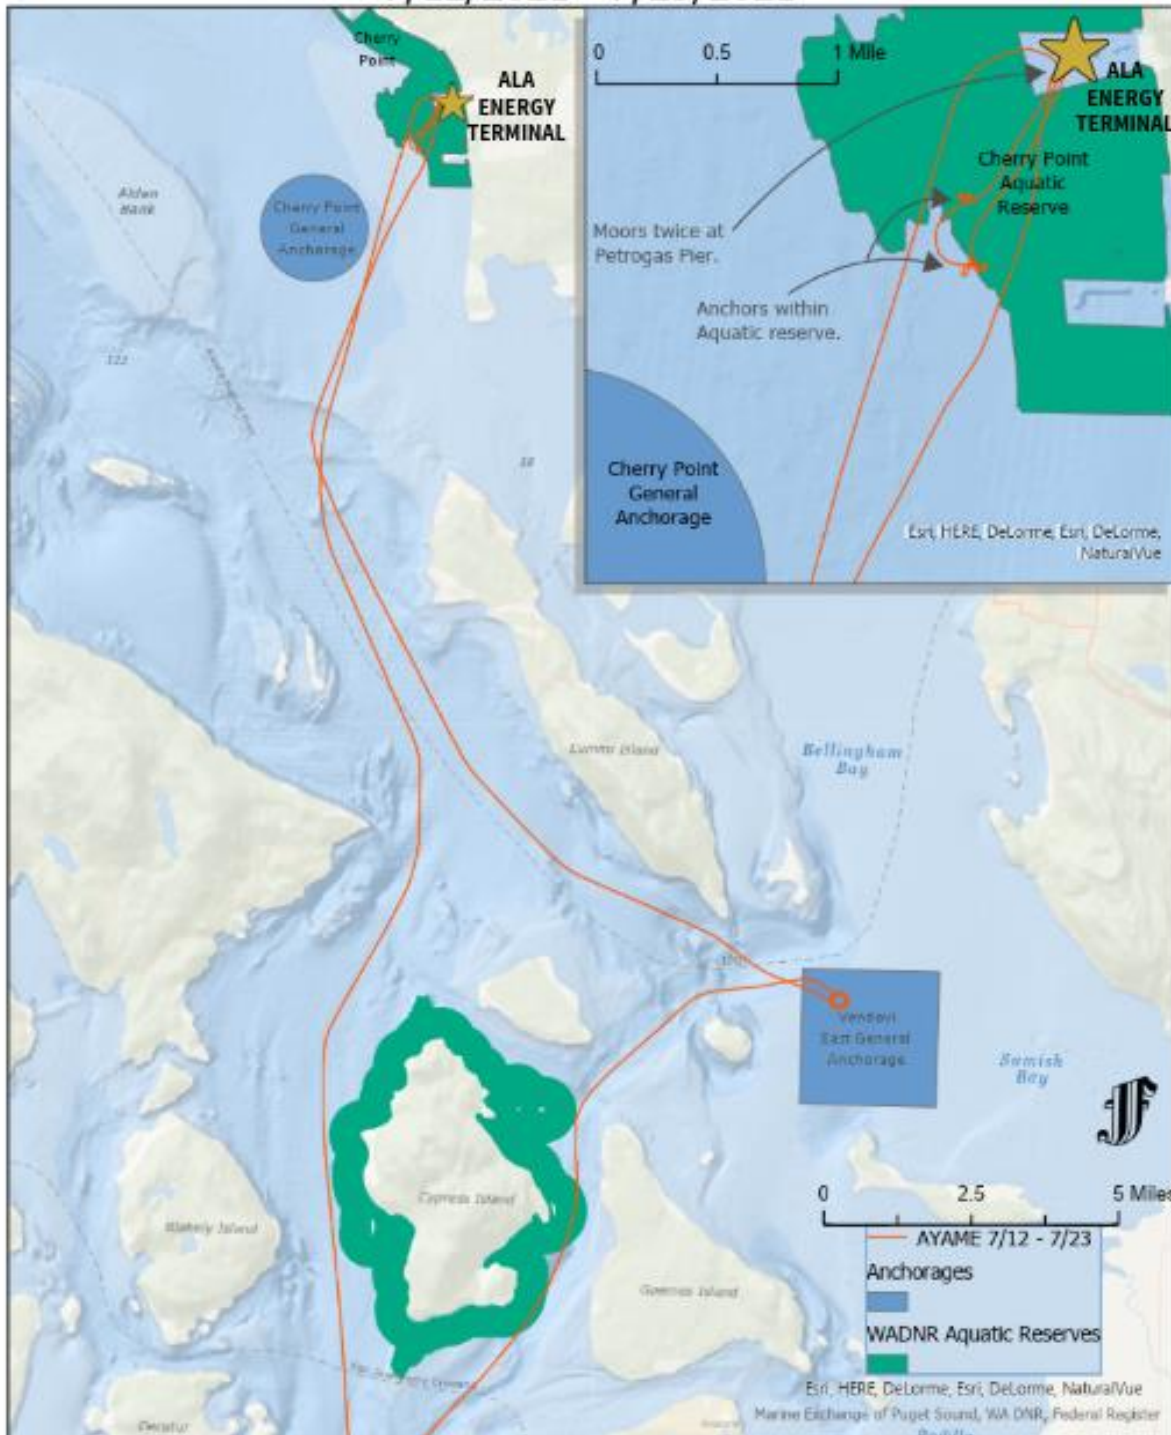 Cherry
Point
ALA
ENERGY
TERMINAL
0
0.5
1 Mile
ALA
ENERGY
TERMINAL
Cherry Point
Aquatic
Reserve
Moors twice at
Petrogas Pier.
Anchors within
Aquatic reserve.
Cherry Point
General
Anchorage
Esri, HERE, DeLorme, Esri, DeLorme,
NaturalVue
Alden
Bank
Cherry Point
General
Anchorage
122
38
Lummi Island
Bellingham
Bay
Vendovi
East General
Anchorage
Samish
Bay
Cypress Island
Blakely Island
Guemes Island
Decatur
0
2.5
5 Miles
AYAME 7/12 - 7/23
Anchorages
WADNR Aquatic Reserves
Esri, HERE, DeLorme, Esri, DeLorme, NaturalVue
Marine Exchange of Puget Sound, WA DNR, Federal Register